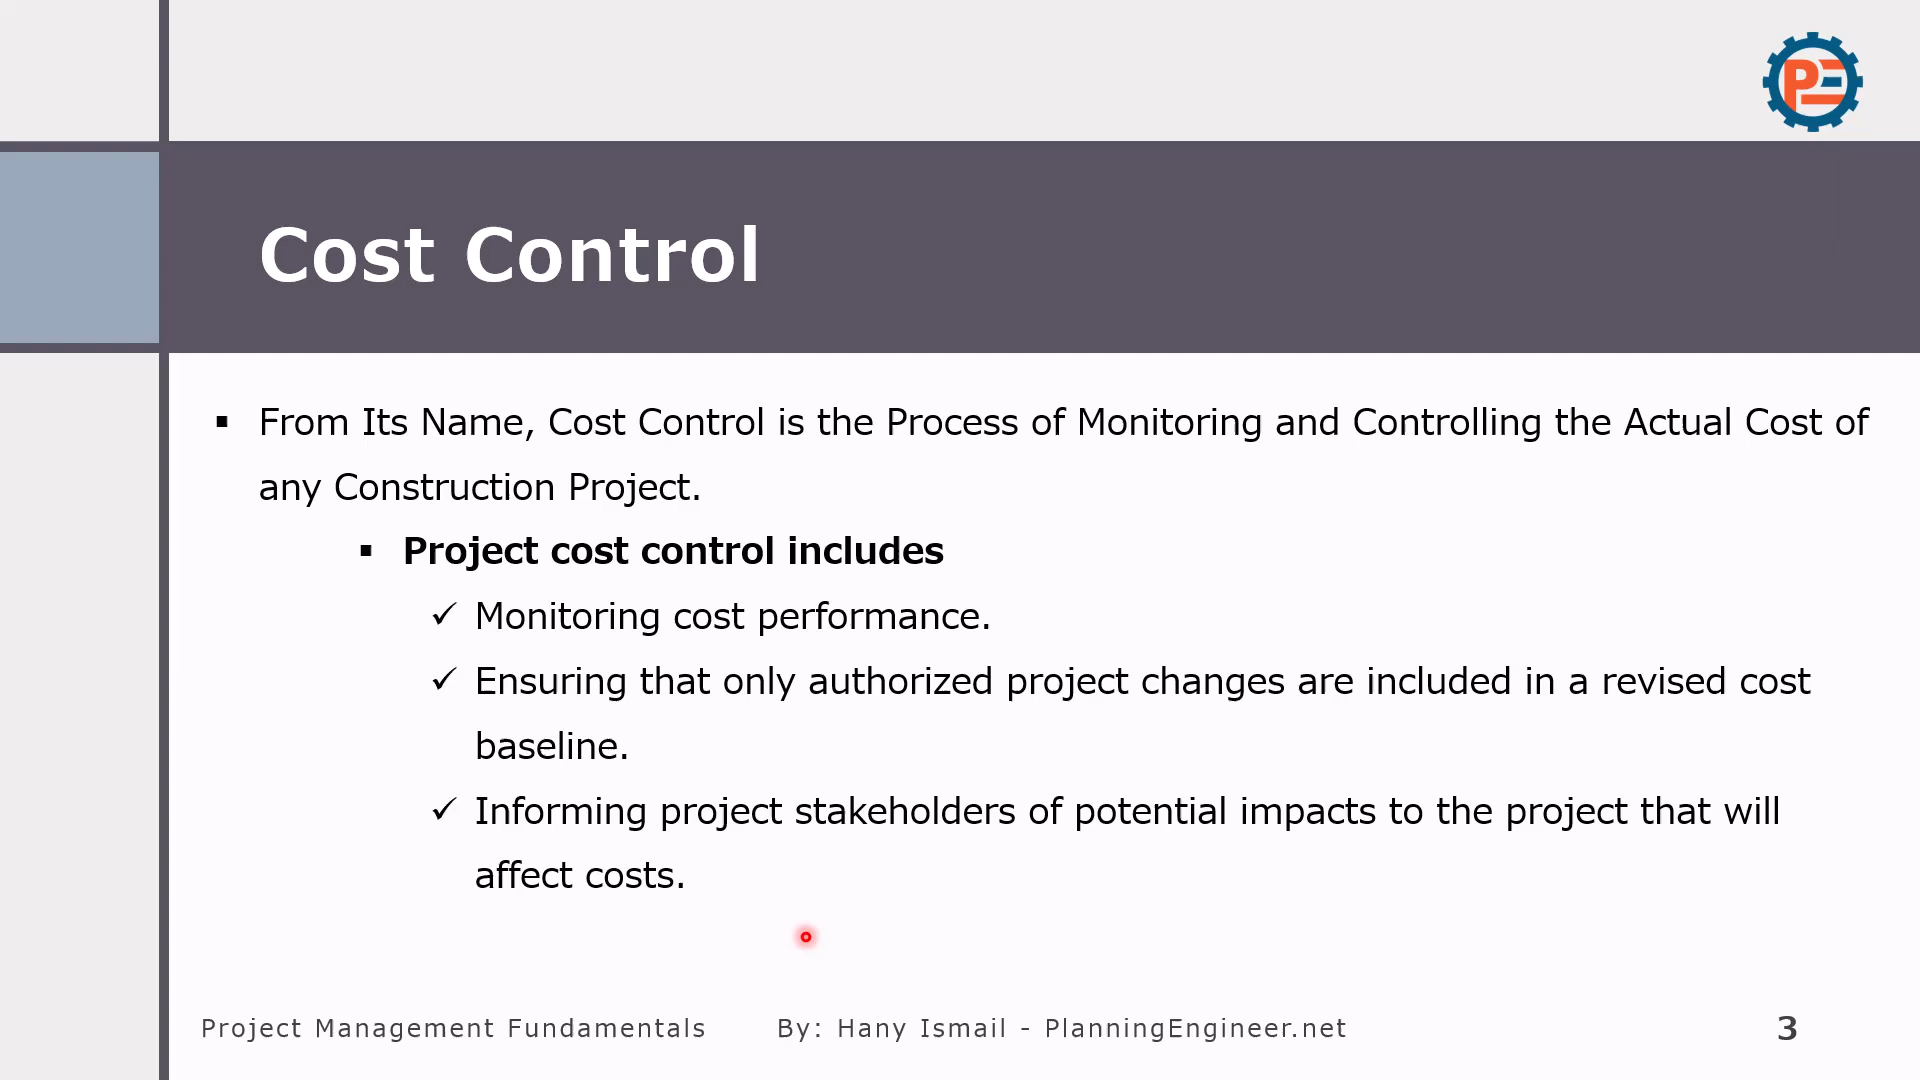 PE
Cost Control
▪ From Its Name, Cost Control is the Process of Monitoring and Controlling the Actual Cost of
any Construction Project.
▪ Project cost control includes
✓ Monitoring cost performance.
✓ Ensuring that only authorized project changes are included in a revised cost
baseline.
✓ Informing project stakeholders of potential impacts to the project that will
affect costs.
Project Management Fundamentals By: Hany Ismail - PlanningEngineer.net 3